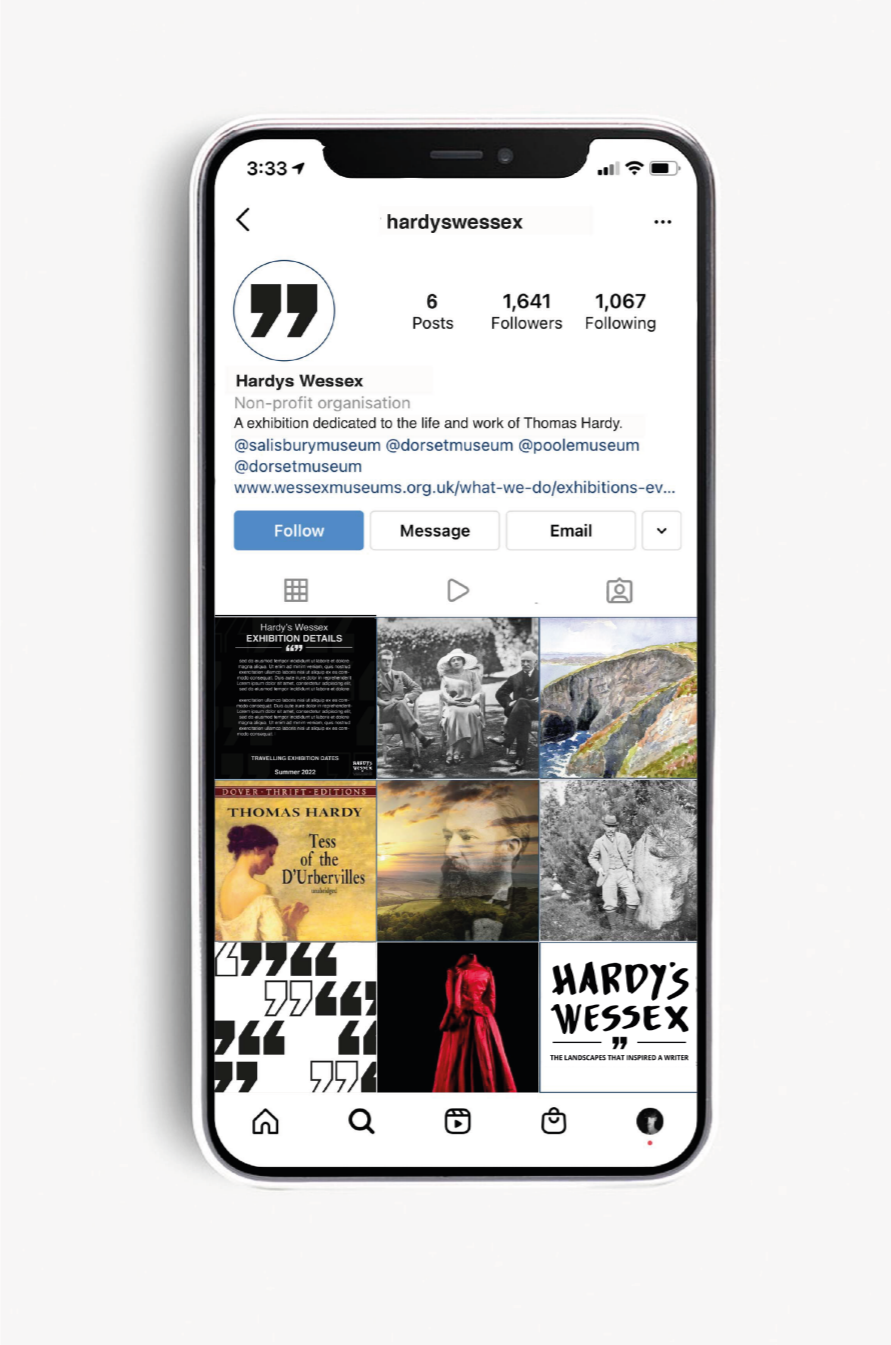 3:33
hardyswessex
6
1,641
1,067
Posts
Followers
Following
Hardys Wessex
Non-profit organisation
A exhibition dedicated to the life and work of Thomas Hardy.
@salisburymuseum @dorsetmuseum @poolemuseum
@dorsetmuseum
www.wessexmuseums.org.uk/what-we-do/exhibitions-ev...
Follow
Message
Email
Hardy's Wessex
EXHIBITION DETAILS
TRAVELLING EXHIBITION DATES
Summer 2022
HARDY'S
WESSEX
DOVER·THRIFT·EDITIONS
THOMAS HARDY
Tess
of the
D'Urbervilles
unabridged
HARDY'S
WESSEX
THE LANDSCAPES THAT INSPIRED A WRITER